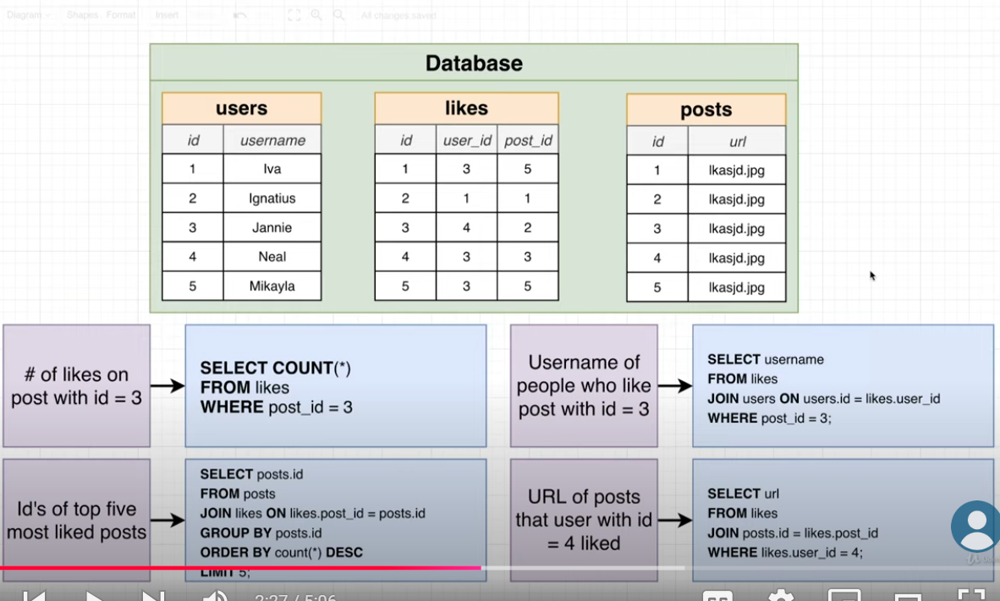 Diagram Shapes Format Insert All changes saved
Database
users
id username
1 Iva
2 Ignatius
3 Jannie
4 Neal
5 Mikayla
likes
id user_id post_id
1 3 5
2 1 1
3 4 2
4 3 3
5 3 5
posts
id url
1 lkasjd.jpg
2 lkasjd.jpg
3 lkasjd.jpg
4 lkasjd.jpg
5 lkasjd.jpg
# of likes on
post with id = 3
SELECT COUNT(*)
FROM likes
WHERE post_id = 3
Username of
people who like
post with id = 3
SELECT username
FROM likes
JOIN users ON users.id = likes.user_id
WHERE post_id = 3;
Id's of top five
most liked posts
SELECT posts.id
FROM posts
JOIN likes ON likes.post_id = posts.id
GROUP BY posts.id
ORDER BY count(*) DESC
LIMIT 5;
URL of posts
that user with id
= 4 liked
SELECT url
FROM likes
JOIN posts.id = likes.post_id
WHERE likes.user_id = 4;
2:27 / 5:06